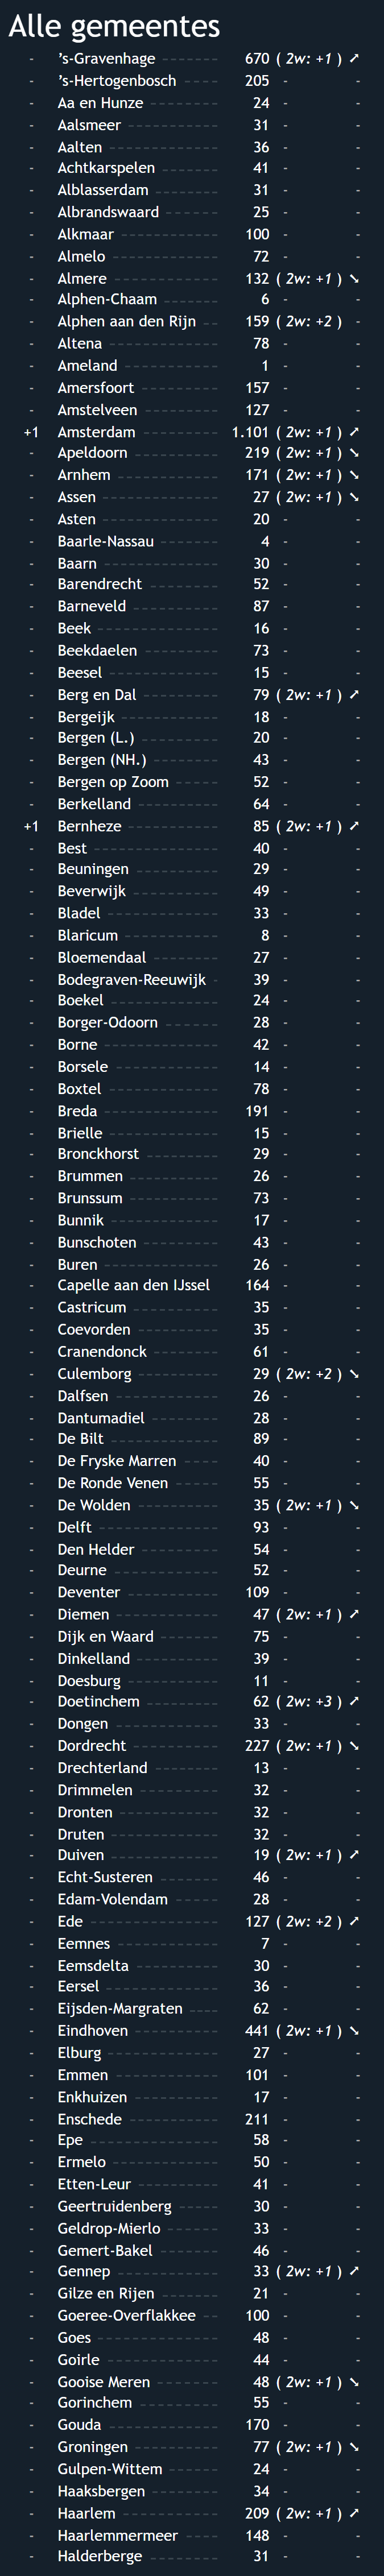 Alle gemeentes
- ’s-Gravenhage 670 ( 2w: +1 ) ↗
- ’s-Hertogenbosch 205 - -
- Aa en Hunze 24 - -
- Aalsmeer 31 - -
- Aalten 36 - -
- Achtkarspelen 41 - -
- Alblasserdam 31 - -
- Albrandswaard 25 - -
- Alkmaar 100 - -
- Almelo 72 - -
- Almere 132 ( 2w: +1 ) ↘
- Alphen-Chaam 6 - -
- Alphen aan den Rijn 159 ( 2w: +2 ) -
- Altena 78 - -
- Ameland 1 - -
- Amersfoort 157 - -
- Amstelveen 127 - -
+1 Amsterdam 1.101 ( 2w: +1 ) ↗
- Apeldoorn 219 ( 2w: +1 ) ↘
- Arnhem 171 ( 2w: +1 ) ↘
- Assen 27 ( 2w: +1 ) ↘
- Asten 20 - -
- Baarle-Nassau 4 - -
- Baarn 30 - -
- Barendrecht 52 - -
- Barneveld 87 - -
- Beek 16 - -
- Beekdaelen 73 - -
- Beesel 15 - -
- Berg en Dal 79 ( 2w: +1 ) ↗
- Bergeijk 18 - -
- Bergen (L.) 20 - -
- Bergen (NH.) 43 - -
- Bergen op Zoom 52 - -
- Berkelland 64 - -
+1 Bernheze 85 ( 2w: +1 ) ↗
- Best 40 - -
- Beuningen 29 - -
- Beverwijk 49 - -
- Bladel 33 - -
- Blaricum 8 - -
- Bloemendaal 27 - -
- Bodegraven-Reeuwijk 39 - -
- Boekel 24 - -
- Borger-Odoorn 28 - -
- Borne 42 - -
- Borsele 14 - -
- Boxtel 78 - -
- Breda 191 - -
- Brielle 15 - -
- Bronckhorst 29 - -
- Brummen 26 - -
- Brunssum 73 - -
- Bunnik 17 - -
- Bunschoten 43 - -
- Buren 26 - -
- Capelle aan den IJssel 164 - -
- Castricum 35 - -
- Coevorden 35 - -
- Cranendonck 61 - -
- Culemborg 29 ( 2w: +2 ) ↘
- Dalfsen 26 - -
- Dantumadiel 28 - -
- De Bilt 89 - -
- De Fryske Marren 40 - -
- De Ronde Venen 55 - -
- De Wolden 35 ( 2w: +1 ) ↘
- Delft 93 - -
- Den Helder 54 - -
- Deurne 52 - -
- Deventer 109 - -
- Diemen 47 ( 2w: +1 ) ↗
- Dijk en Waard 75 - -
- Dinkelland 39 - -
- Doesburg 11 - -
- Doetinchem 62 ( 2w: +3 ) ↗
- Dongen 33 - -
- Dordrecht 227 ( 2w: +1 ) ↘
- Drechterland 13 - -
- Drimmelen 32 - -
- Dronten 32 - -
- Druten 32 - -
- Duiven 19 ( 2w: +1 ) ↗
- Echt-Susteren 46 - -
- Edam-Volendam 28 - -
- Ede 127 ( 2w: +2 ) ↗
- Eemnes 7 - -
- Eemsdelta 30 - -
- Eersel 36 - -
- Eijsden-Margraten 62 - -
- Eindhoven 441 ( 2w: +1 ) ↘
- Elburg 27 - -
- Emmen 101 - -
- Enkhuizen 17 - -
- Enschede 211 - -
- Epe 58 - -
- Ermelo 50 - -
- Etten-Leur 41 - -
- Geertruidenberg 30 - -
- Geldrop-Mierlo 33 - -
- Gemert-Bakel 46 - -
- Gennep 33 ( 2w: +1 ) ↗
- Gilze en Rijen 21 - -
- Goeree-Overflakkee 100 - -
- Goes 48 - -
- Goirle 44 - -
- Gooise Meren 48 ( 2w: +1 ) ↘
- Gorinchem 55 - -
- Gouda 170 - -
- Groningen 77 ( 2w: +1 ) ↘
- Gulpen-Wittem 24 - -
- Haaksbergen 34 - -
- Haarlem 209 ( 2w: +1 ) ↗
- Haarlemmermeer 148 - -
- Halderberge 31 - -